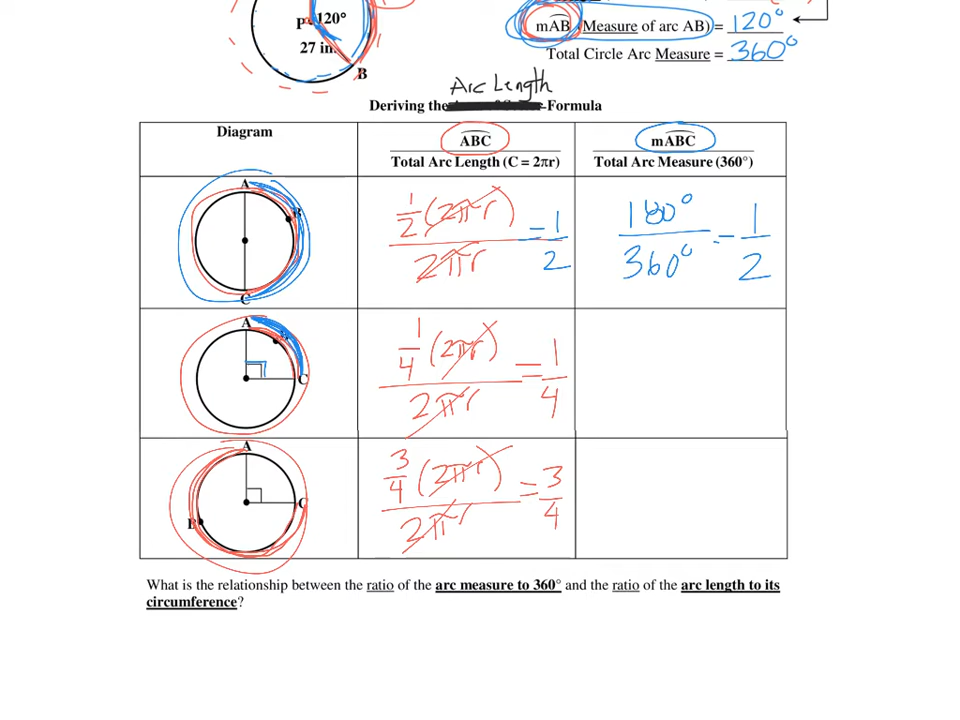 P 120°
27 in.
B
mAB (Measure of arc AB) = 120°
Total Circle Arc Measure = 360°
Arc Length
Deriving the Formula
Diagram
ABC
Total Arc Length (C = 2πr)
mABC
Total Arc Measure (360°)
A
B
C
1/2 (2πr) / 2πr = 1/2
180° / 360° = 1/2
A
C
1/4 (2πr) / 2πr = 1/4
A
B
C
3/4 (2πr) / 2πr = 3/4
What is the relationship between the ratio of the arc measure to 360° and the ratio of the arc length to its
circumference?